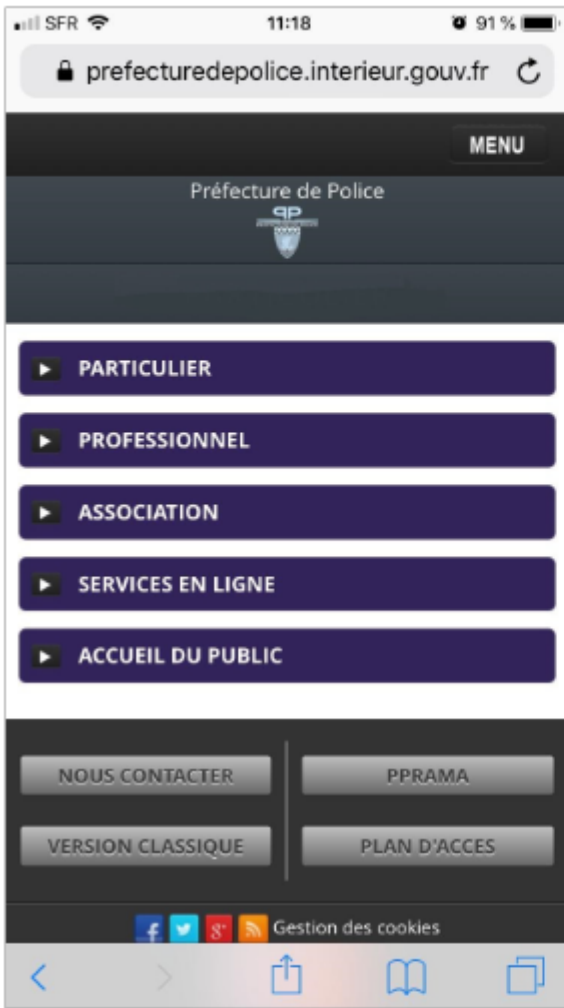 SFR 11:18 91 %
prefecturedepolice.interieur.gouv.fr
MENU
Préfecture de Police
PARTICULIER
PROFESSIONNEL
ASSOCIATION
SERVICES EN LIGNE
ACCUEIL DU PUBLIC
NOUS CONTACTER PPRAMA
VERSION CLASSIQUE PLAN D'ACCES
Gestion des cookies